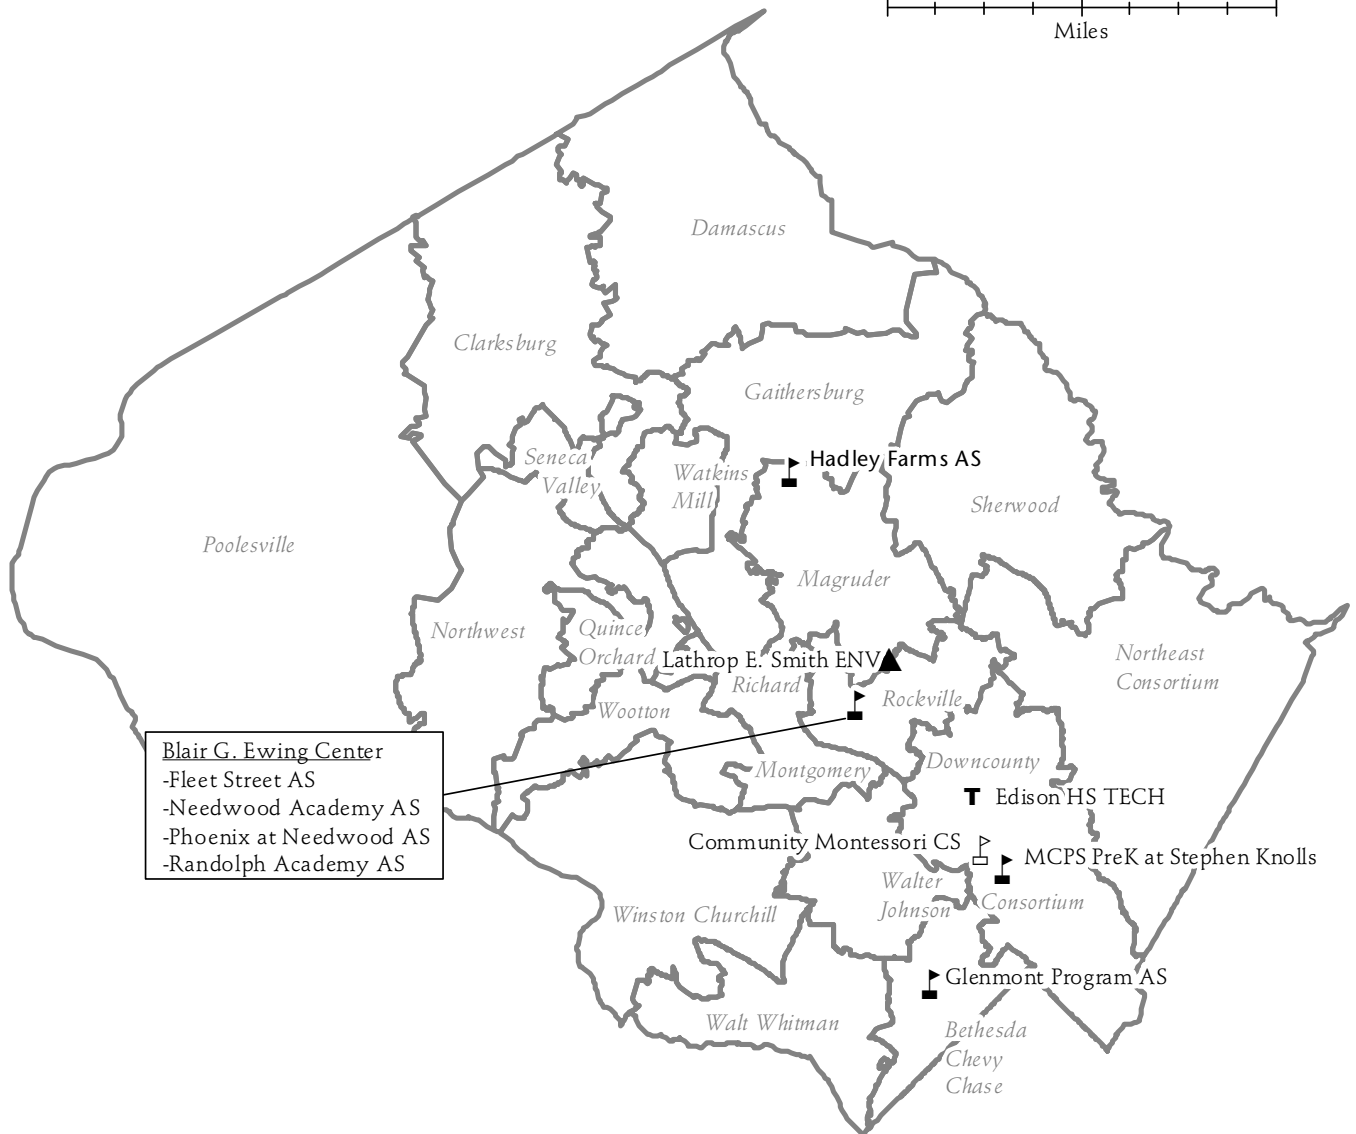 Miles
Damascus
Clarksburg
Gaithersburg
Seneca
Valley
Watkins
Mill
Hadley Farms AS
Sherwood
Poolesville
Magruder
Northwest
Quince
Orchard
Lathrop E. Smith ENV
Richard
Montgomery
Rockville
Northeast
Consortium
Wootton
Blair G. Ewing Center
-Fleet Street AS
-Needwood Academy AS
-Phoenix at Needwood AS
-Randolph Academy AS
Downcounty
Consortium
T Edison HS TECH
Community Montessori CS
MCPS PreK at Stephen Knolls
Walter
Johnson
Winston Churchill
Glenmont Program AS
Walt Whitman
Bethesda
Chevy
Chase